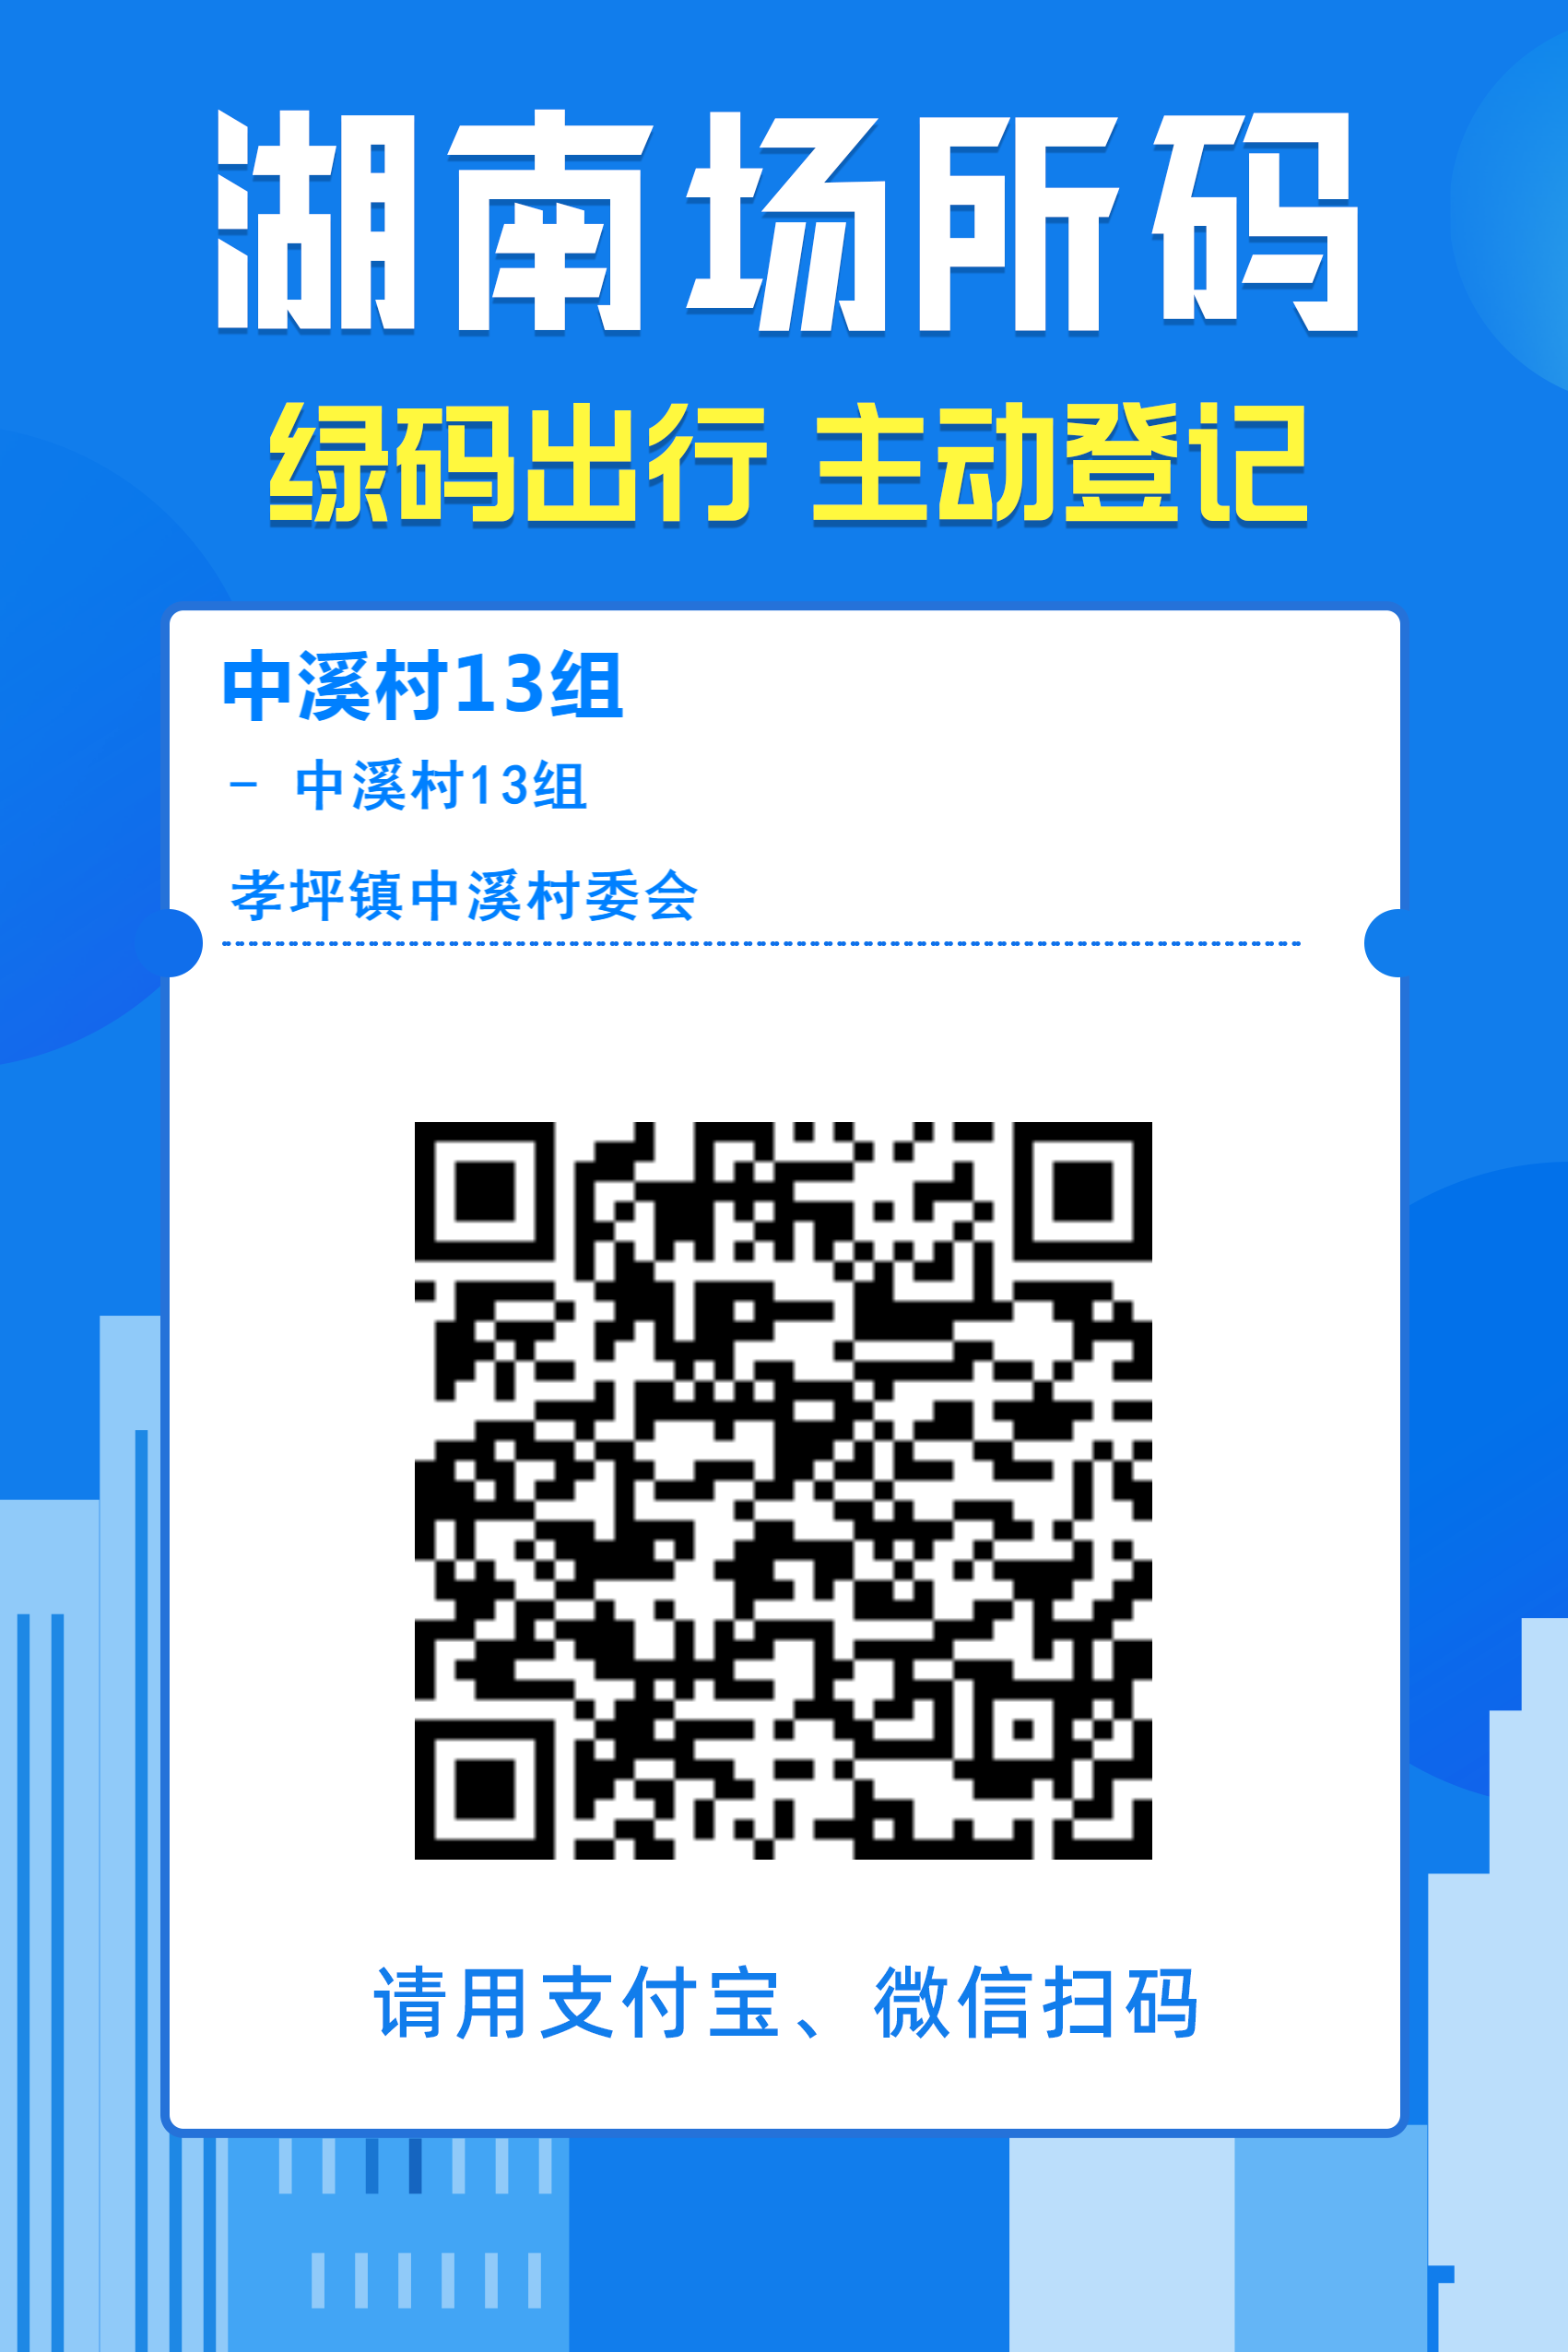 湖南场所码
绿码出行 主动登记
中溪村13组
– 中溪村13组
孝坪镇中溪村委会
请用支付宝、微信扫码